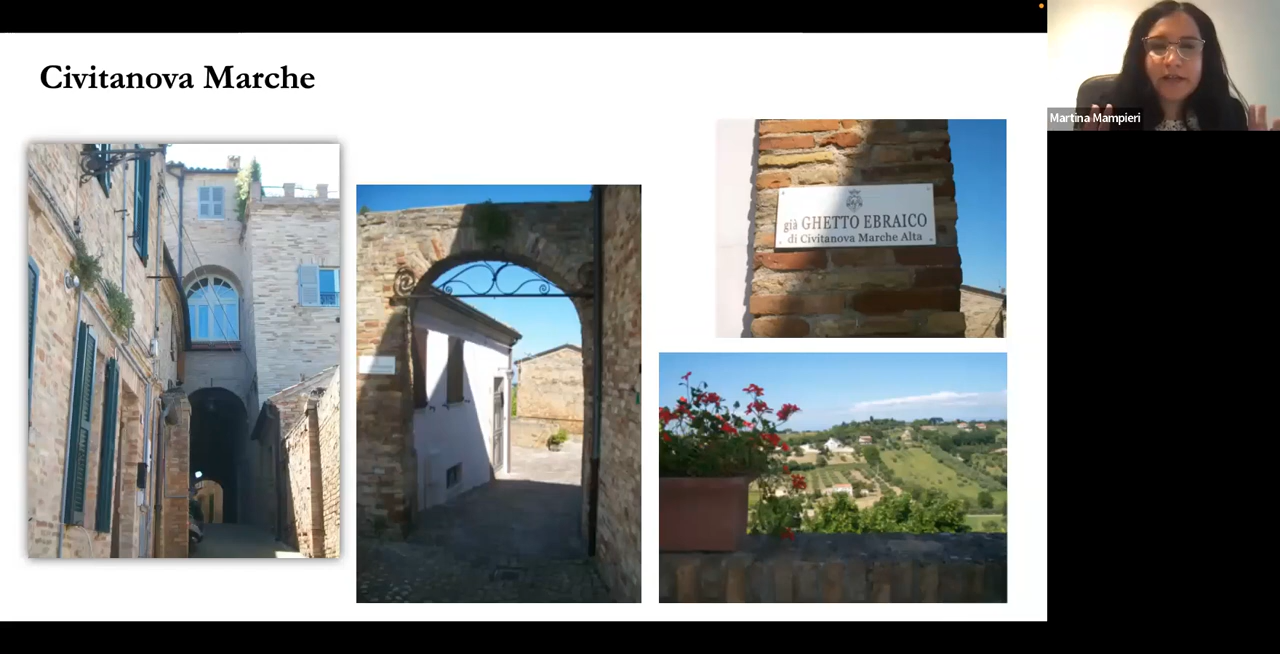 Civitanova Marche
già GHETTO EBRAICO
di Civitanova Marche Alta
Martina Mampieri